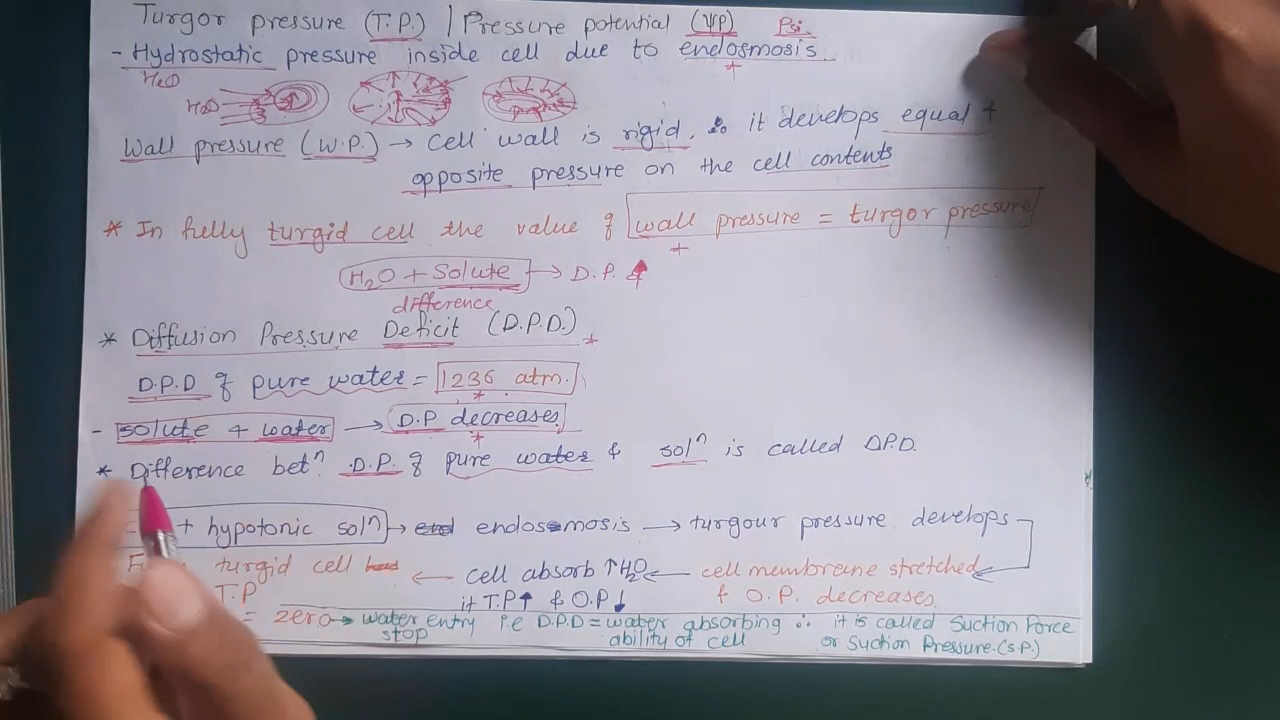 Turgor pressure (T.P.) | Pressure potential (Ψp) Psi
- Hydrostatic pressure inside cell due to endosmosis.
H2O
H2O
Wall pressure (W.P.) → Cell wall is rigid. ∴ it develops equal +
opposite pressure on the cell contents
* In fully turgid cell the value of wall pressure = turgor pressure
H2O + Solute → D.P.
difference
* Diffusion Pressure Deficit (D.P.D.)
D.P.D of pure water = 1236 atm.
- Solute + water → D.P decreases
* Difference betn D.P. of pure water & soln is called D.P.D.
+ hypotonic soln → endosmosis → turgour pressure develops
turgid cell ← cell absorb ↑ H2O ← cell membrane stretched
T.P it T.P↑ & O.P↓ & O.P. decreases
= zero → water entry stop i.e D.P.D = water absorbing ability of cell ∴ it is called Suction Force
or Suction Pressure. (S.P.)